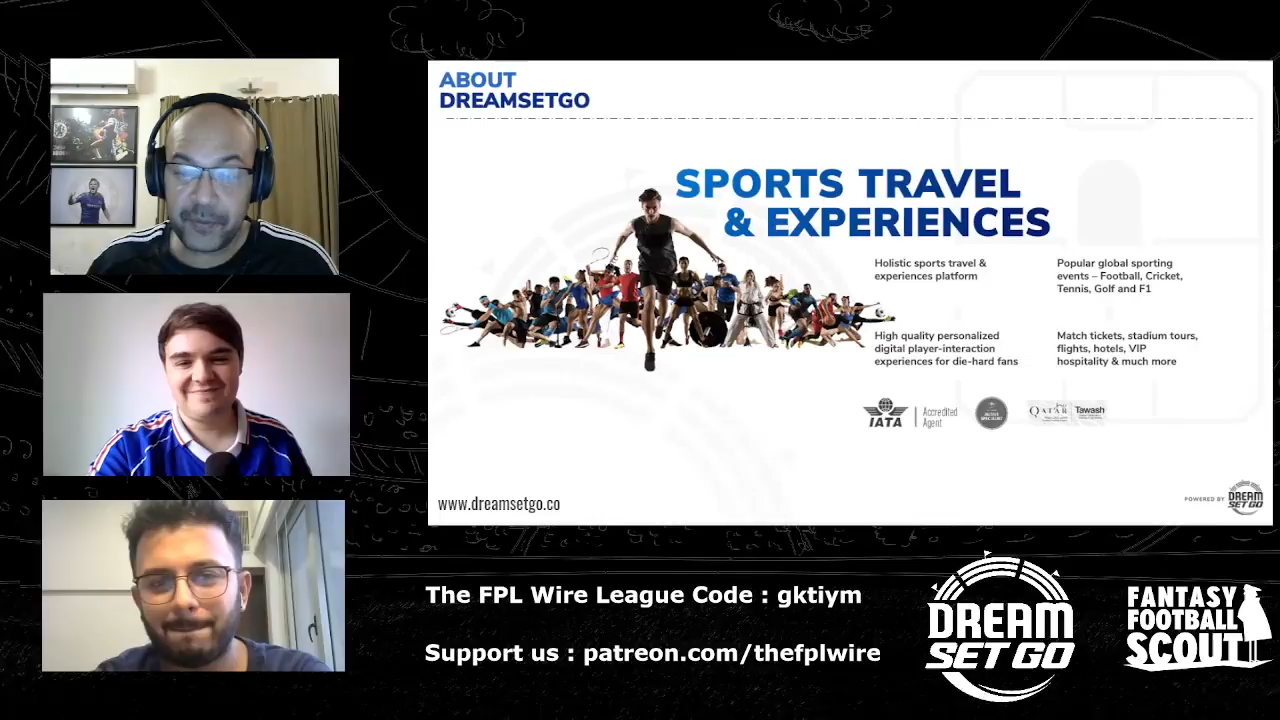 ABOUT
DREAMSETGO
SPORTS TRAVEL
& EXPERIENCES
Holistic sports travel &
experiences platform
Popular global sporting
events – Football, Cricket,
Tennis, Golf and F1
High quality personalized
digital player-interaction
experiences for die-hard fans
Match tickets, stadium tours,
flights, hotels, VIP
hospitality & much more
IATA
Accredited
Agent
QATAR
Tawash
www.dreamsetgo.co
POWERED BY
DREAM
SET GO
The FPL Wire League Code : gktiym
Support us : patreon.com/thefplwire
DREAM
SET GO
FANTASY
FOOTBALL
SCOUT